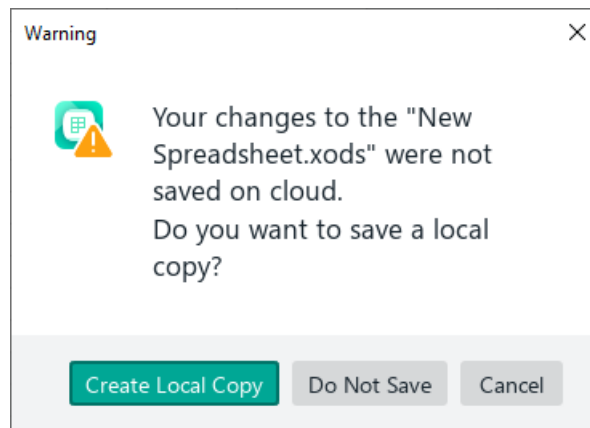 Warning
Your changes to the "New
Spreadsheet.xods" were not
saved on cloud.
Do you want to save a local
copy?
Create Local Copy Do Not Save Cancel